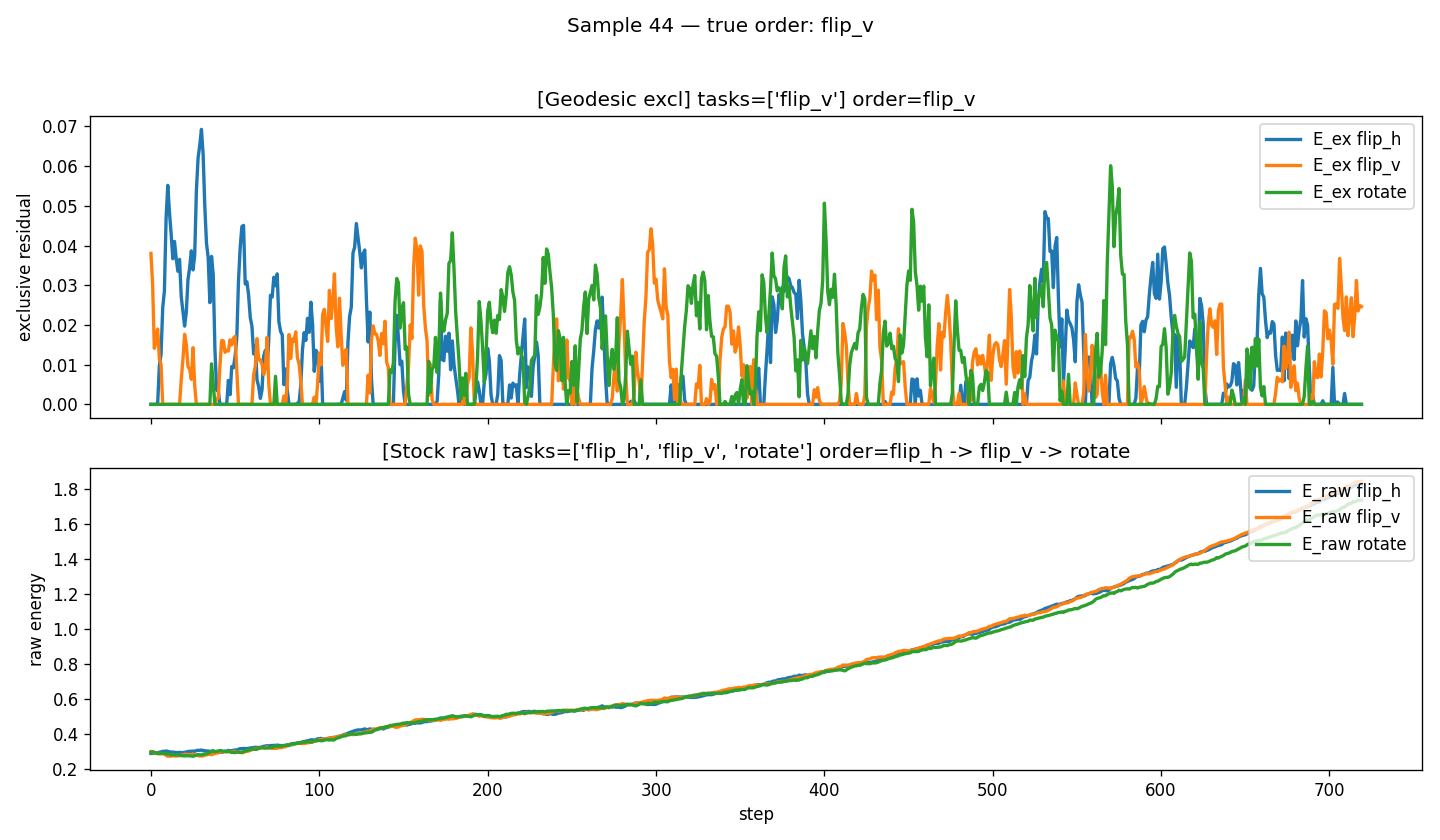 Sample 44 — true order: flip_v
[Geodesic excl] tasks=['flip_v'] order=flip_v
exclusive residual
0.07
0.06
0.05
0.04
0.03
0.02
0.01
0.00
E_ex flip_h
E_ex flip_v
E_ex rotate
[Stock raw] tasks=['flip_h', 'flip_v', 'rotate'] order=flip_h -> flip_v -> rotate
raw energy
1.8
1.6
1.4
1.2
1.0
0.8
0.6
0.4
0.2
E_raw flip_h
E_raw flip_v
E_raw rotate
0 100 200 300 400 500 600 700
step